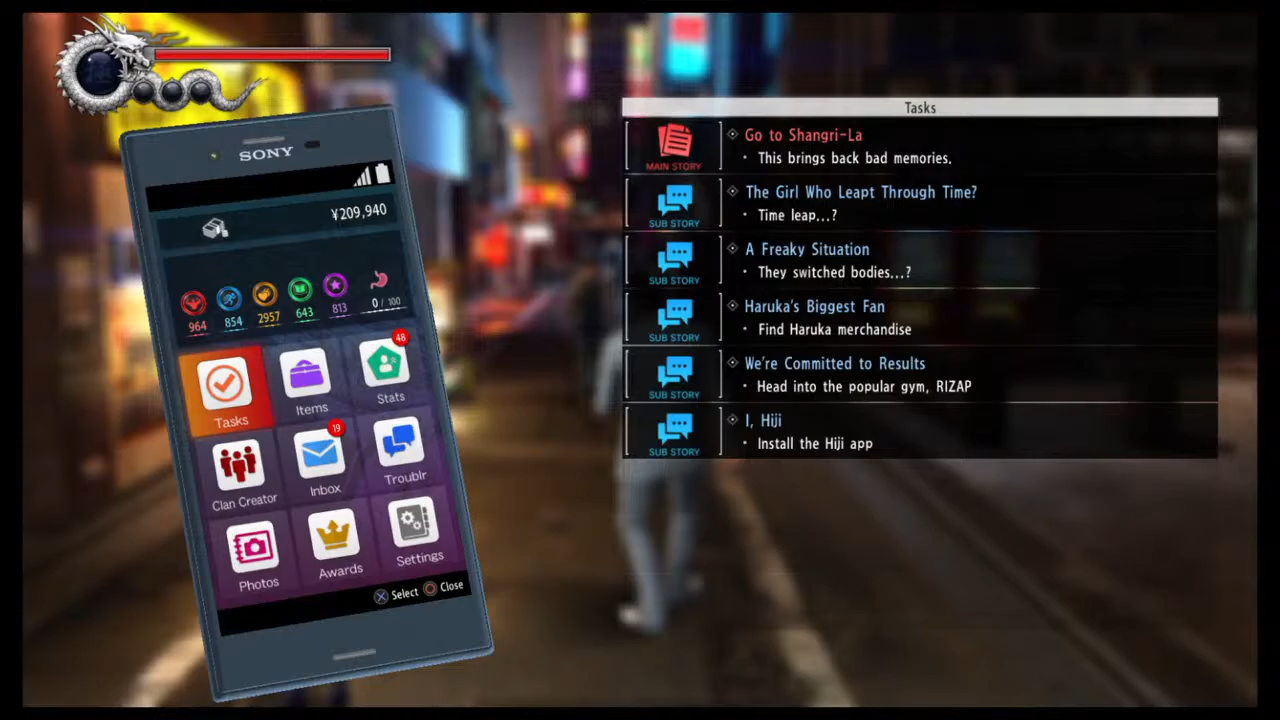 SONY
¥209,940
964
854
2957
643
813
0 / 100
Tasks
Items
48
Stats
Clan Creator
19
Inbox
Troublr
Photos
Awards
Settings
Select
Close
Tasks
MAIN STORY
Go to Shangri-La
· This brings back bad memories.
SUB STORY
The Girl Who Leapt Through Time?
· Time leap...?
SUB STORY
A Freaky Situation
· They switched bodies...?
SUB STORY
Haruka's Biggest Fan
· Find Haruka merchandise
SUB STORY
We're Committed to Results
· Head into the popular gym, RIZAP
SUB STORY
I, Hiji
· Install the Hiji app